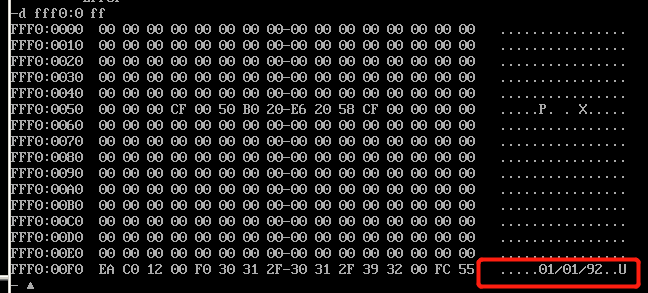 -d fff0:0 ff
FFF0:0000 00 00 00 00 00 00 00 00-00 00 00 00 00 00 00 00 ................
FFF0:0010 00 00 00 00 00 00 00 00-00 00 00 00 00 00 00 00 ................
FFF0:0020 00 00 00 00 00 00 00 00-00 00 00 00 00 00 00 00 ................
FFF0:0030 00 00 00 00 00 00 00 00-00 00 00 00 00 00 00 00 ................
FFF0:0040 00 00 00 00 00 00 00 00-00 00 00 00 00 00 00 00 ................
FFF0:0050 00 00 00 CF 00 50 B0 20-E6 20 58 CF 00 00 00 00 .....P. . X.....
FFF0:0060 00 00 00 00 00 00 00 00-00 00 00 00 00 00 00 00 ................
FFF0:0070 00 00 00 00 00 00 00 00-00 00 00 00 00 00 00 00 ................
FFF0:0080 00 00 00 00 00 00 00 00-00 00 00 00 00 00 00 00 ................
FFF0:0090 00 00 00 00 00 00 00 00-00 00 00 00 00 00 00 00 ................
FFF0:00A0 00 00 00 00 00 00 00 00-00 00 00 00 00 00 00 00 ................
FFF0:00B0 00 00 00 00 00 00 00 00-00 00 00 00 00 00 00 00 ................
FFF0:00C0 00 00 00 00 00 00 00 00-00 00 00 00 00 00 00 00 ................
FFF0:00D0 00 00 00 00 00 00 00 00-00 00 00 00 00 00 00 00 ................
FFF0:00E0 00 00 00 00 00 00 00 00-00 00 00 00 00 00 00 00 ................
FFF0:00F0 EA C0 12 00 F0 30 31 2F-30 31 2F 39 32 00 FC 55 .....01/01/92..U
-